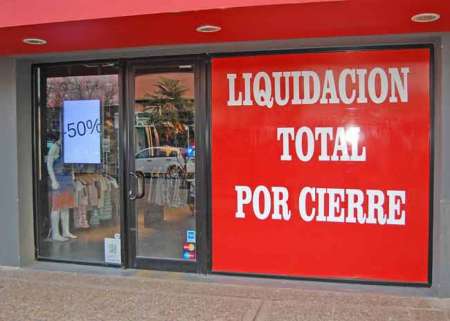 -50%
LIQUIDACION
TOTAL
POR CIERRE